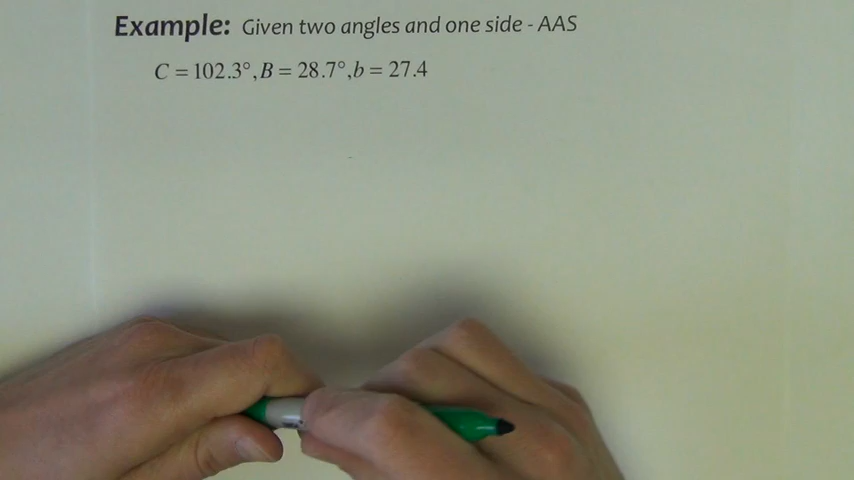 Example: Given two angles and one side - AAS
C = 102.3°, B = 28.7°, b = 27.4